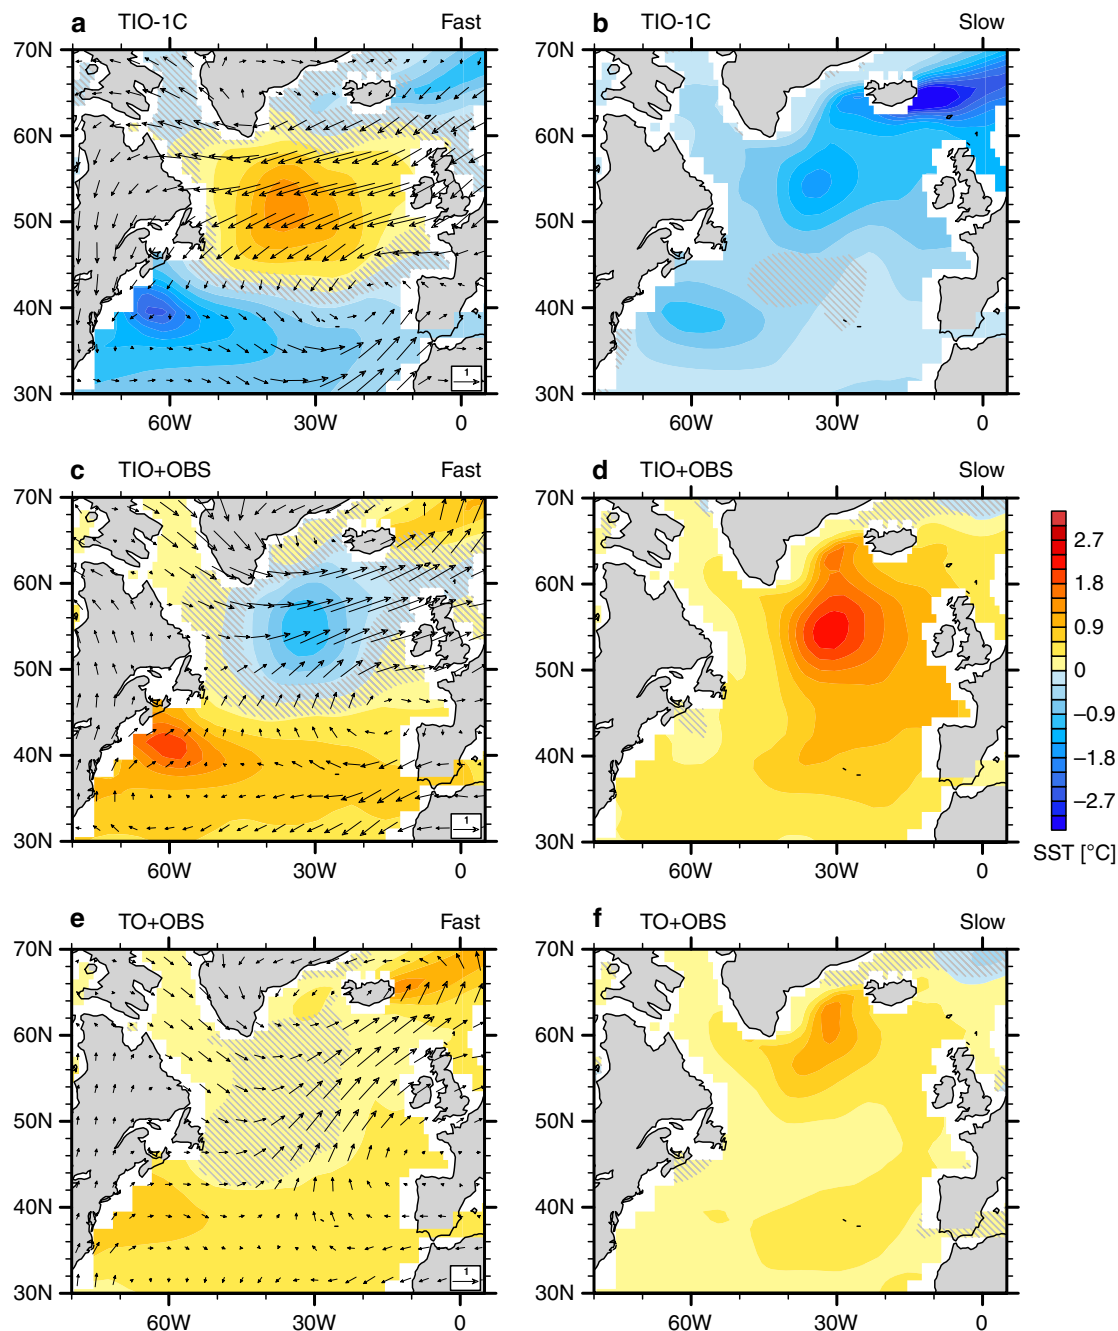 a TIO-1C Fast
70N
60N
50N
40N
30N
60W 30W 0
1
b TIO-1C Slow
70N
60N
50N
40N
30N
60W 30W 0
c TIO+OBS Fast
70N
60N
50N
40N
30N
60W 30W 0
1
d TIO+OBS Slow
70N
60N
50N
40N
30N
60W 30W 0
2.7
1.8
0.9
0
−0.9
−1.8
−2.7
SST [°C]
e TO+OBS Fast
70N
60N
50N
40N
30N
60W 30W 0
1
f TO+OBS Slow
70N
60N
50N
40N
30N
60W 30W 0